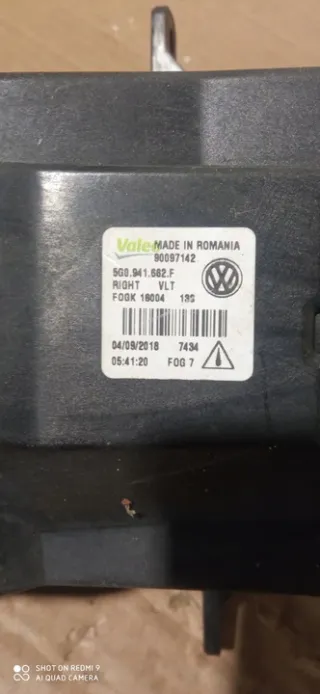 Valeo MADE IN ROMANIA
90097142
5G0.941.662.F
RIGHT VLT
FOGK 18004 18S
04/09/2018 7434
05:41:20 FOG 7
SHOT ON REDMI 9
AI QUAD CAMERA